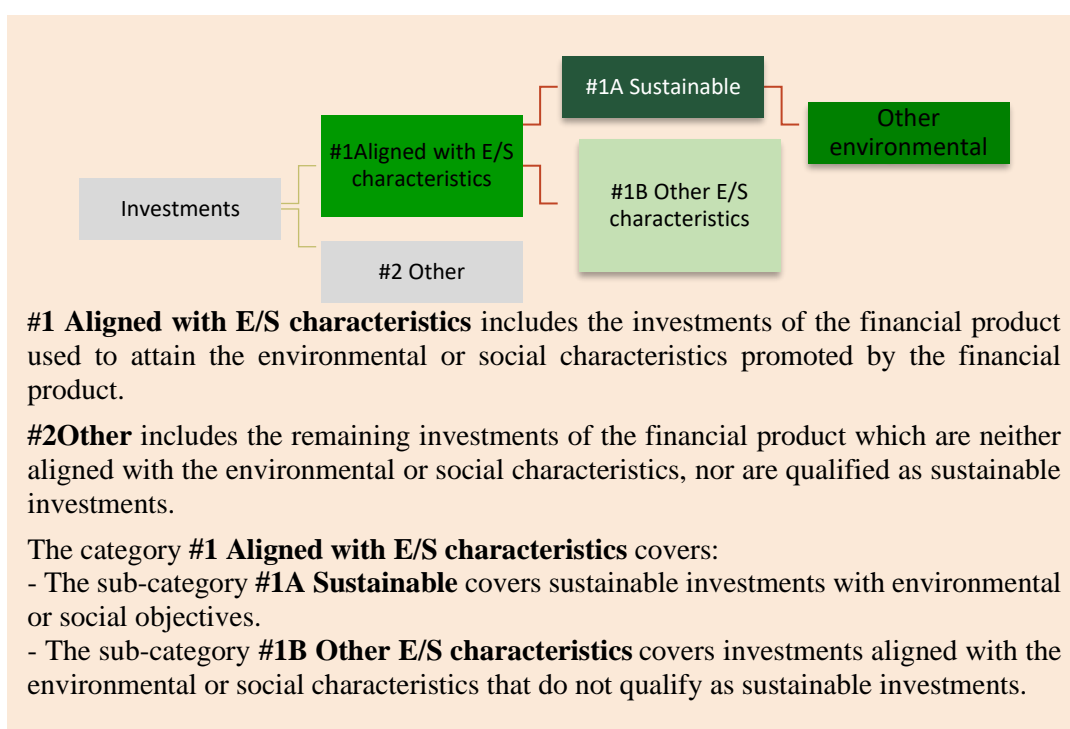 #1A Sustainable
Other
environmental
#1Aligned with E/S
characteristics
#1B Other E/S
characteristics
Investments
#2 Other
#1 Aligned with E/S characteristics includes the investments of the financial product
used to attain the environmental or social characteristics promoted by the financial
product.
#2Other includes the remaining investments of the financial product which are neither
aligned with the environmental or social characteristics, nor are qualified as sustainable
investments.
The category #1 Aligned with E/S characteristics covers:
- The sub-category #1A Sustainable covers sustainable investments with environmental
or social objectives.
- The sub-category #1B Other E/S characteristics covers investments aligned with the
environmental or social characteristics that do not qualify as sustainable investments.